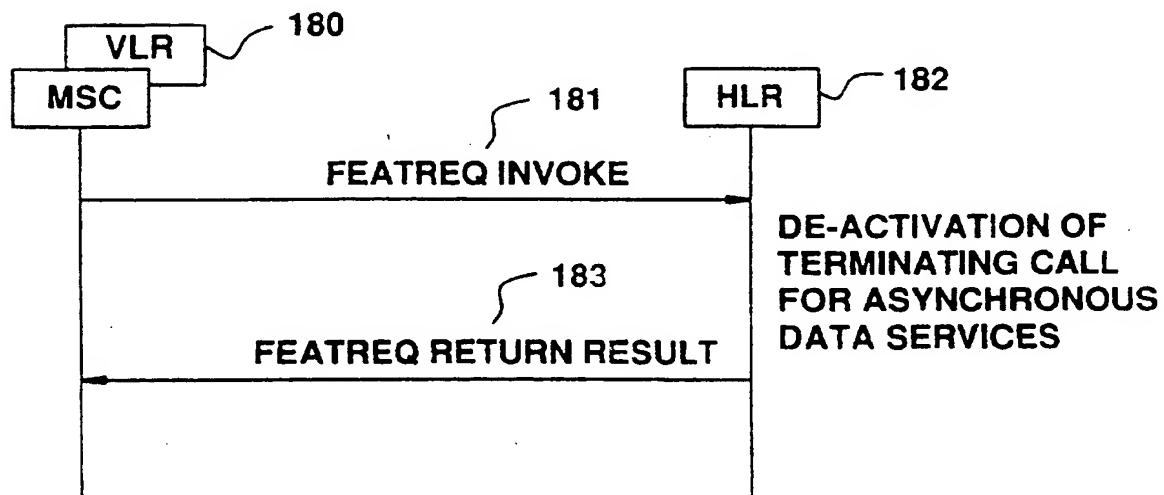 VLR
180
MSC
HLR
182
181
FEATREQ INVOKE
DE-ACTIVATION OF
TERMINATING CALL
FOR ASYNCHRONOUS
DATA SERVICES
183
FEATREQ RETURN RESULT